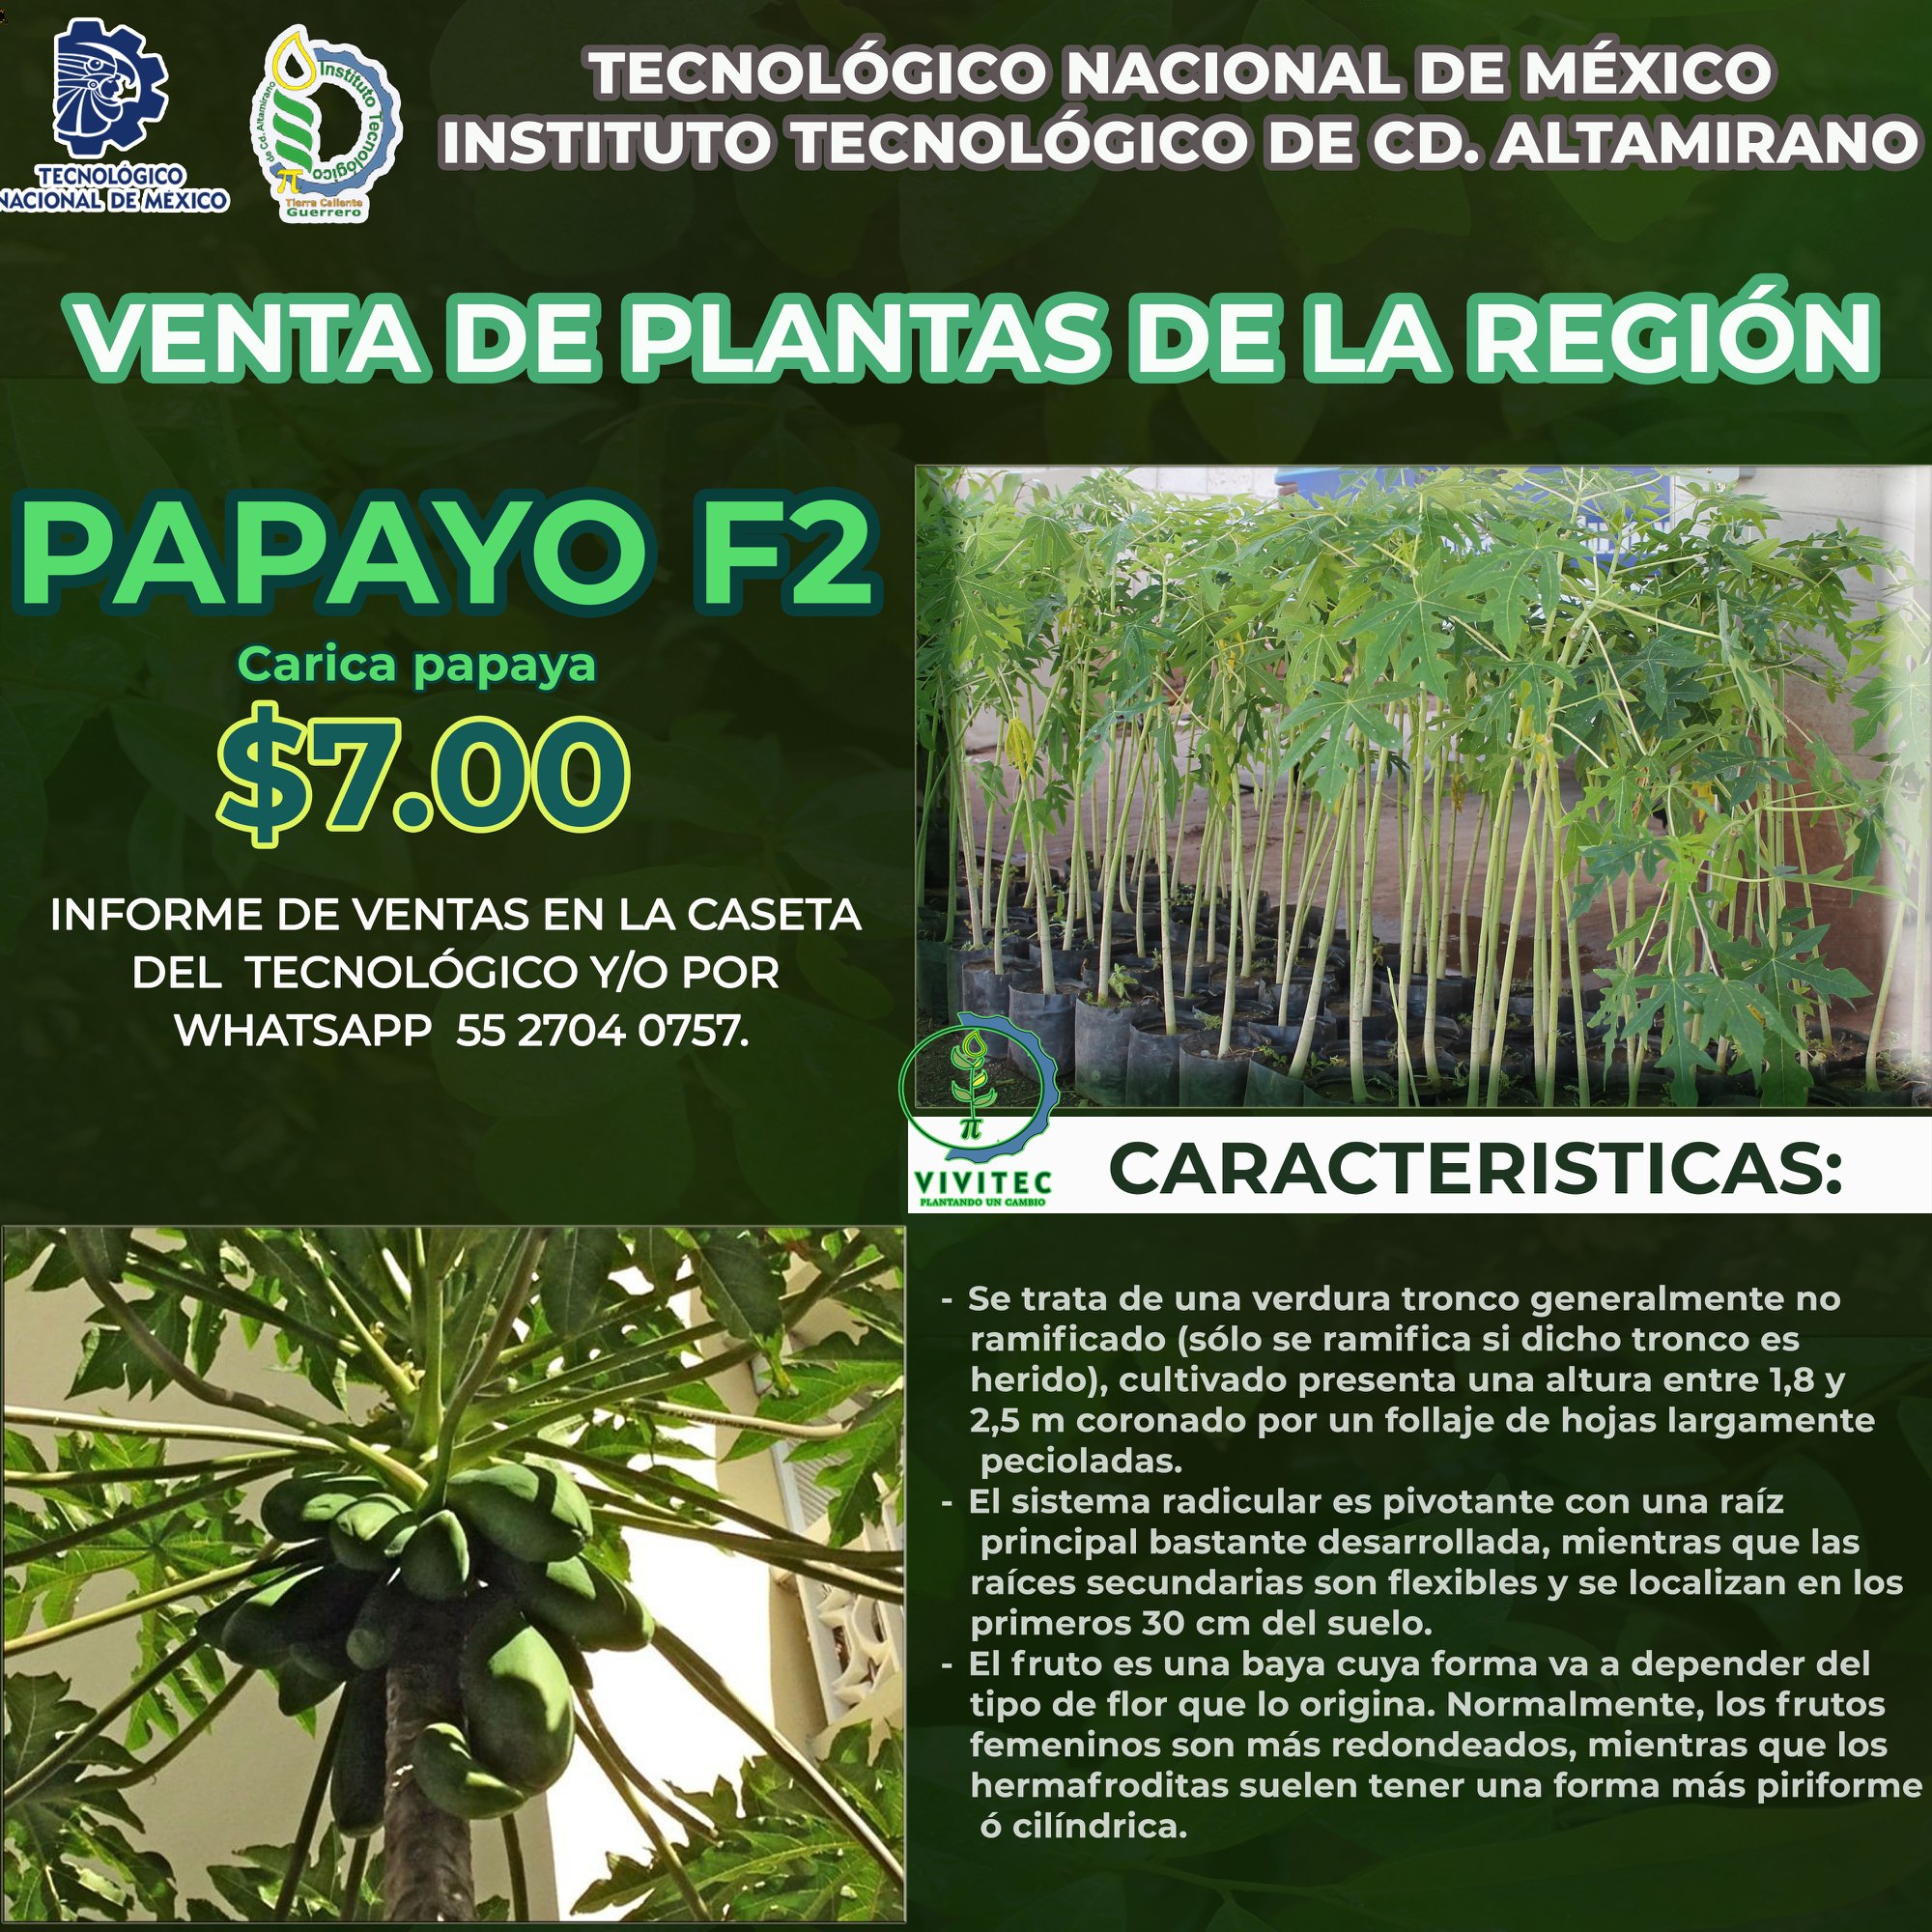 TECNOLÓGICO NACIONAL DE MÉXICO
INSTITUTO TECNOLÓGICO DE CD. ALTAMIRANO
TECNOLÓGICO
NACIONAL DE MÉXICO
Instituto Tecnológico
de Cd. Altamirano
π
Tierra Caliente
Guerrero
VENTA DE PLANTAS DE LA REGIÓN
PAPAYO F2
Carica papaya
$7.00
INFORME DE VENTAS EN LA CASETA
DEL TECNOLÓGICO Y/O POR
WHATSAPP 55 2704 0757.
π
VIVITEC
PLANTANDO UN CAMBIO
CARACTERISTICAS:
- Se trata de una verdura tronco generalmente no
ramificado (sólo se ramifica si dicho tronco es
herido), cultivado presenta una altura entre 1,8 y
2,5 m coronado por un follaje de hojas largamente
pecioladas.
- El sistema radicular es pivotante con una raíz
principal bastante desarrollada, mientras que las
raíces secundarias son flexibles y se localizan en los
primeros 30 cm del suelo.
- El fruto es una baya cuya forma va a depender del
tipo de flor que lo origina. Normalmente, los frutos
femeninos son más redondeados, mientras que los
hermafroditas suelen tener una forma más piriforme
ó cilíndrica.